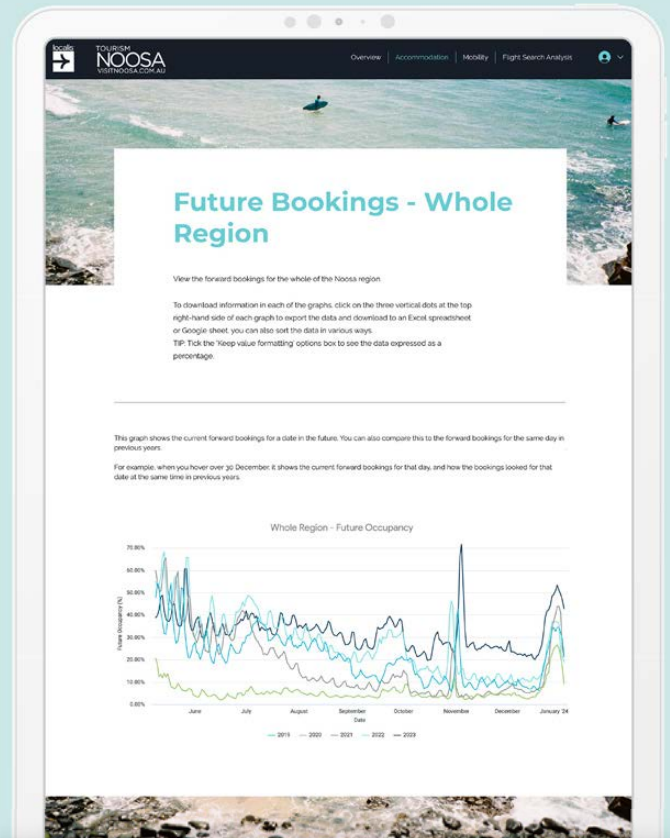 localis
TOURISM
NOOSA
VISITNOOSA.COM.AU
Overview
Accommodation
Mobility
Flight Search Analysis
Future Bookings - Whole
Region
View the forward bookings for the whole of the Noosa region.
To download information in each of the graphs, click on the three vertical dots at the top
right-hand side of each graph to export the data and download to an Excel spreadsheet
or Google sheet, you can also sort the data in various ways.
TIP: Tick the 'Keep value formatting' options box to see the data expressed as a
percentage.
This graph shows the current forward bookings for a date in the future. You can also compare this to the forward bookings for the same day in
previous years.
For example, when you hover over 30 December, it shows the current forward bookings for that day, and how the bookings looked for that
date at the same time in previous years.
Whole Region - Future Occupancy
70.00%
60.00%
50.00%
40.00%
30.00%
20.00%
10.00%
0.00%
Future Occupancy (%)
June
July
August
September
October
November
December
January '24
Date
2019
2020
2021
2022
2023